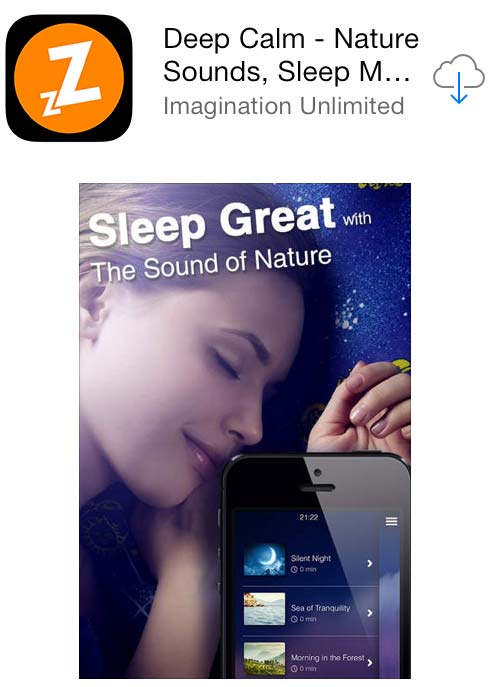 zZ
Deep Calm - Nature
Sounds, Sleep M...
Imagination Unlimited
Sleep Great with
The Sound of Nature
21:22
Silent Night
0 min
Sea of Tranquility
0 min
Morning in the Forest
0 min